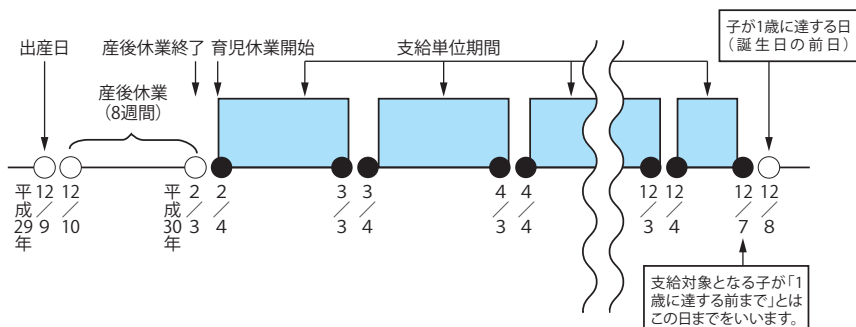 出産日
産後休業終了
育児休業開始
支給単位期間
子が1歳に達する日
(誕生日の前日)
産後休業
(8週間)
平成29年
12/9
12/10
平成30年
2/3
2/4
3/3
3/4
4/3
4/4
12/3
12/4
12/7
12/8
支給対象となる子が「1
歳に達する前まで」とは
この日までをいいます。